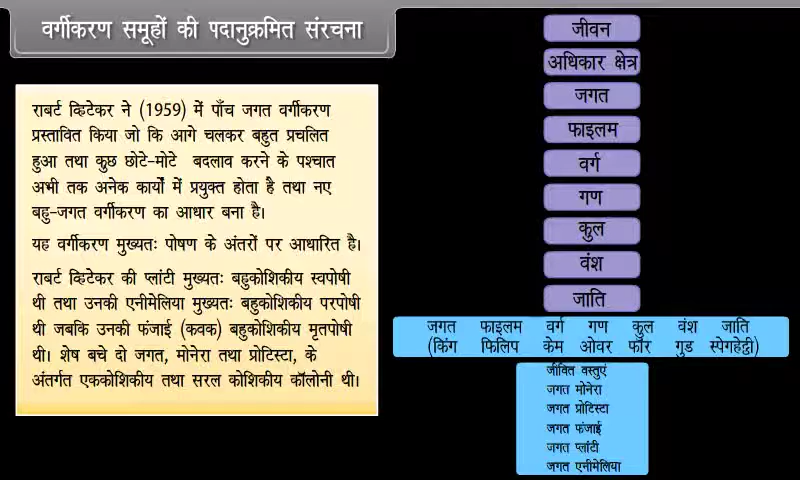 वर्गीकरण समूहों की पदानुक्रमित संरचना
राबर्ट व्हिटेकर ने (1959) में पाँच जगत वर्गीकरण
प्रस्तावित किया जो कि आगे चलकर बहुत प्रचलित
हुआ तथा कुछ छोटे-मोटे बदलाव करने के पश्चात
अभी तक अनेक कार्यों में प्रयुक्त होता है तथा नए
बहु-जगत वर्गीकरण का आधार बना है।
यह वर्गीकरण मुख्यतः पोषण के अंतरों पर आधारित है।
राबर्ट व्हिटेकर की प्लांटी मुख्यतः बहुकोशिकीय स्वपोषी
थी तथा उनकी एनीमेलिया मुख्यतः बहुकोशिकीय परपोषी
थी जबकि उनकी फंजाई (कवक) बहुकोशिकीय मृतपोषी
थी। शेष बचे दो जगत, मोनेरा तथा प्रोटिस्टा, के
अंतर्गत एककोशिकीय तथा सरल कोशिकीय कॉलोनी थी।
जीवन
अधिकार क्षेत्र
जगत
फाइलम
वर्ग
गण
कुल
वंश
जाति
जगत फाइलम वर्ग गण कुल वंश जाति
(किंग फिलिप केम ओवर फॉर गुड स्पेगहेट्टी)
जीवित वस्तुएं
जगत मोनेरा
जगत प्रोटिस्टा
जगत फंजाई
जगत प्लांटी
जगत एनीमेलिया